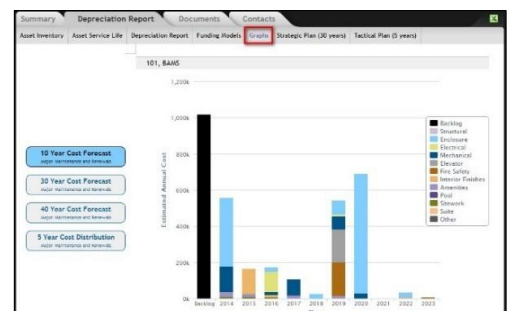 Summary Depreciation Report Documents Contacts
Asset Inventory Asset Service Life Depreciation Report Funding Models Graphs Strategic Plan (30 years) Tactical Plan (5 years)
101, BAMS
1,200k
1,000k
800k
600k
400k
200k
0k
Estimated Annual Cost
Backlog 2014 2015 2016 2017 2018 2019 2020 2021 2022 2023
10 Year Cost Forecast
Major Maintenance and Renewals
30 Year Cost Forecast
Major Maintenance and Renewals
40 Year Cost Forecast
Major Maintenance and Renewals
5 Year Cost Distribution
Major Maintenance and Renewals
Backlog
Structural
Enclosure
Electrical
Mechanical
Elevator
Fire Safety
Interior Finishes
Amenities
Pool
Sitework
Suite
Other